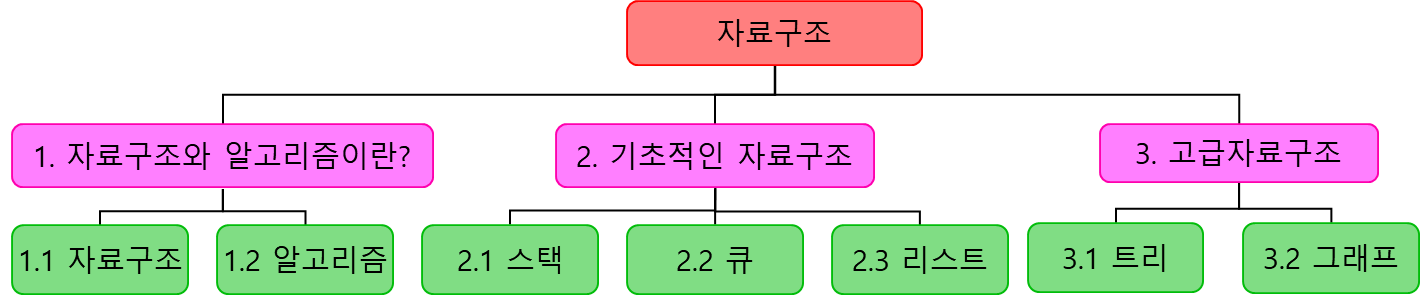 자료구조
1. 자료구조와 알고리즘이란?
2. 기초적인 자료구조
3. 고급자료구조
1.1 자료구조
1.2 알고리즘
2.1 스택
2.2 큐
2.3 리스트
3.1 트리
3.2 그래프